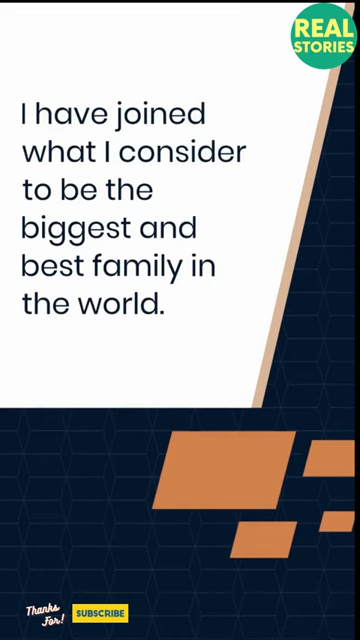 REAL
STORIES
I have joined
what I consider
to be the
biggest and
best family in
the world.
Thanks
For!
SUBSCRIBE